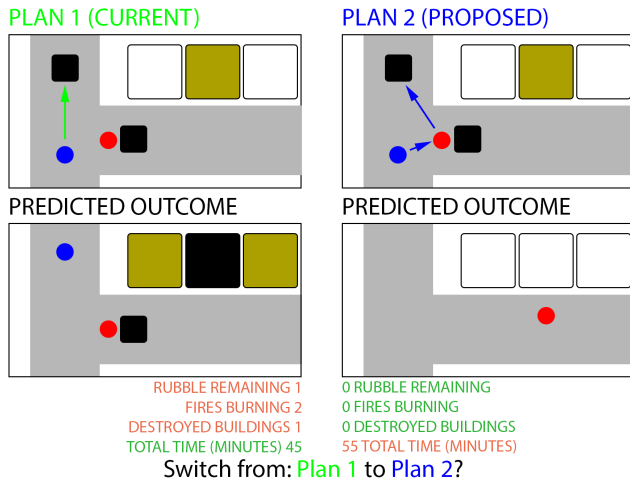 PLAN 1 (CURRENT)
PLAN 2 (PROPOSED)
PREDICTED OUTCOME
PREDICTED OUTCOME
RUBBLE REMAINING 1
FIRES BURNING 2
DESTROYED BUILDINGS 1
TOTAL TIME (MINUTES) 45
0 RUBBLE REMAINING
0 FIRES BURNING
0 DESTROYED BUILDINGS
55 TOTAL TIME (MINUTES)
Switch from: Plan 1 to Plan 2?